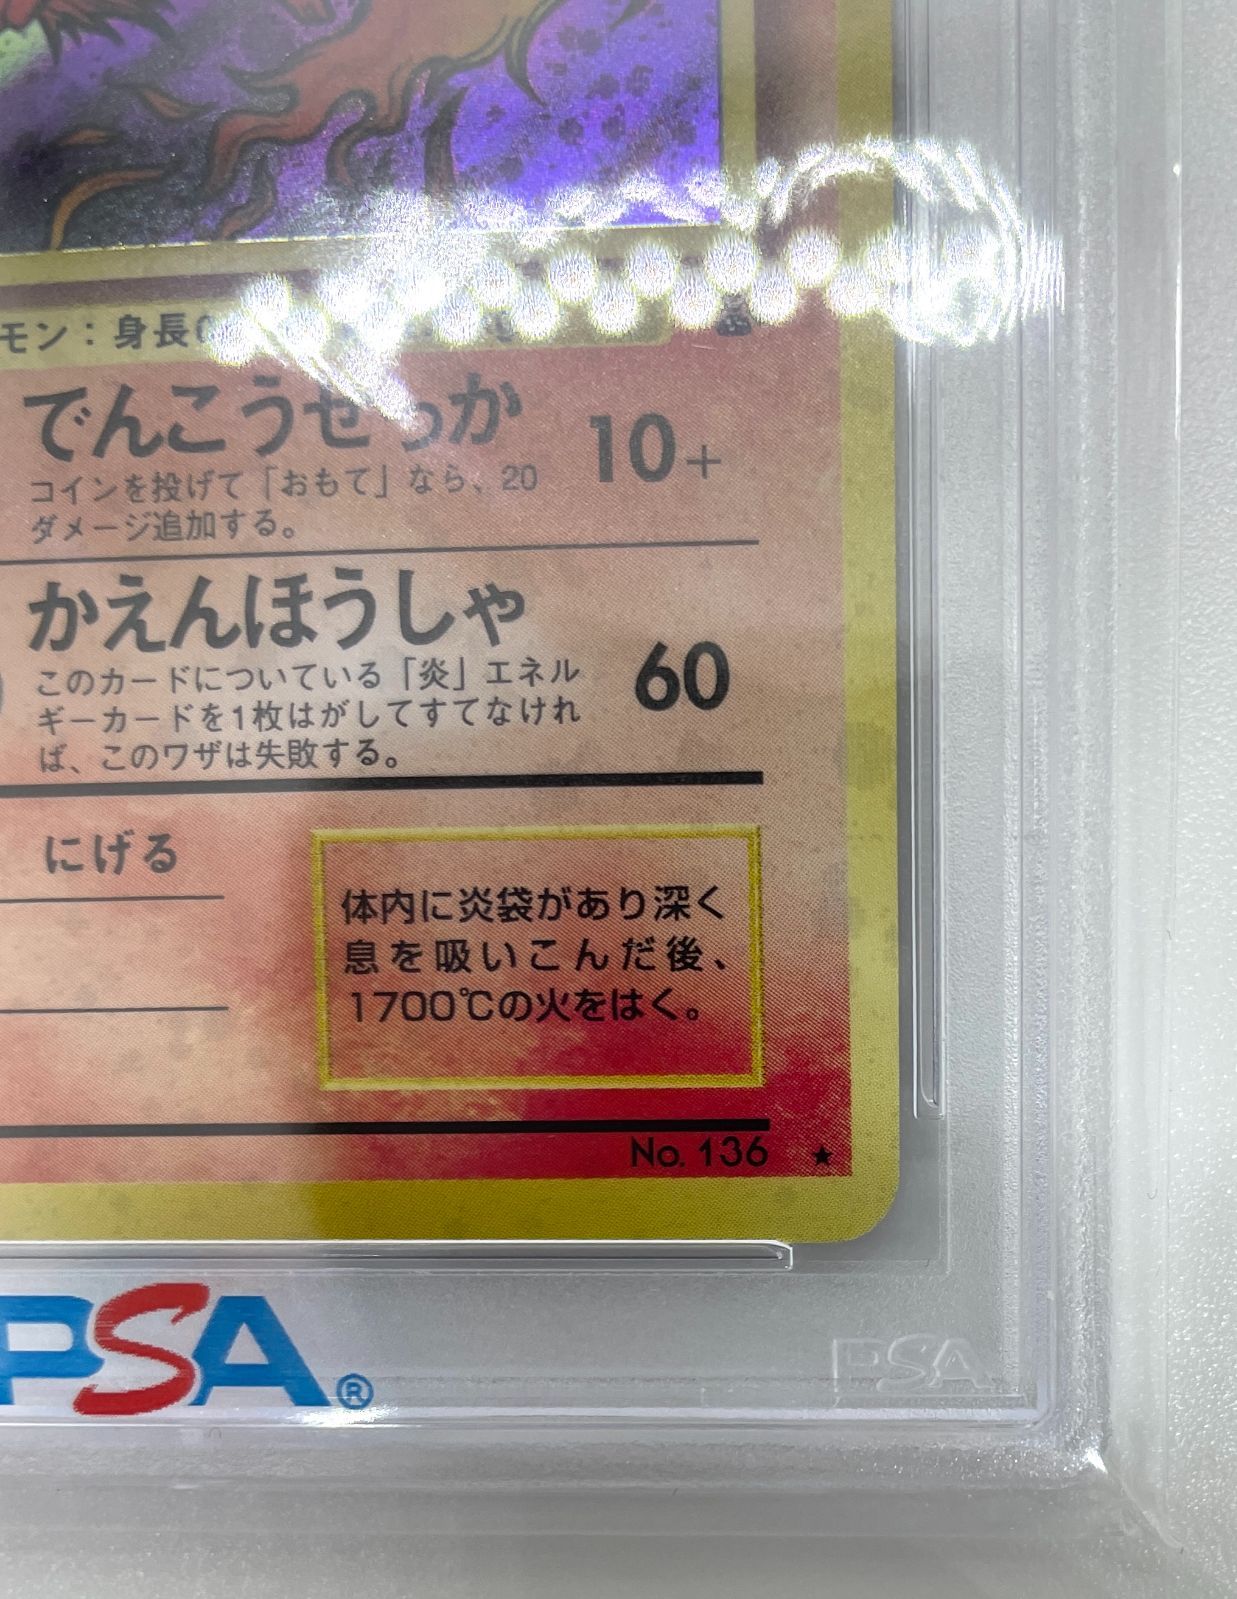 モン：身長
でんこうせっか 10+
コインを投げて「おもて」なら、20
ダメージ追加する。
かえんほうしゃ 60
このカードについている「炎」エネル
ギーカードを1枚はがしてすてなけれ
ば、このワザは失敗する。
にげる
体内に炎袋があり深く
息を吸いこんだ後、
1700℃の火をはく。
No. 136 ★
PSA®
PSA